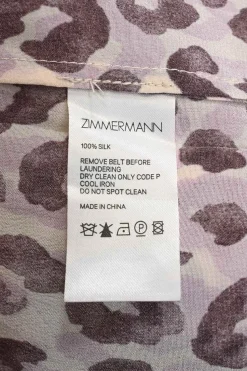 ZIMMERMANN
100% SILK
REMOVE BELT BEFORE
LAUNDERING
DRY CLEAN ONLY CODE P
COOL IRON
DO NOT SPOT CLEAN
MADE IN CHINA